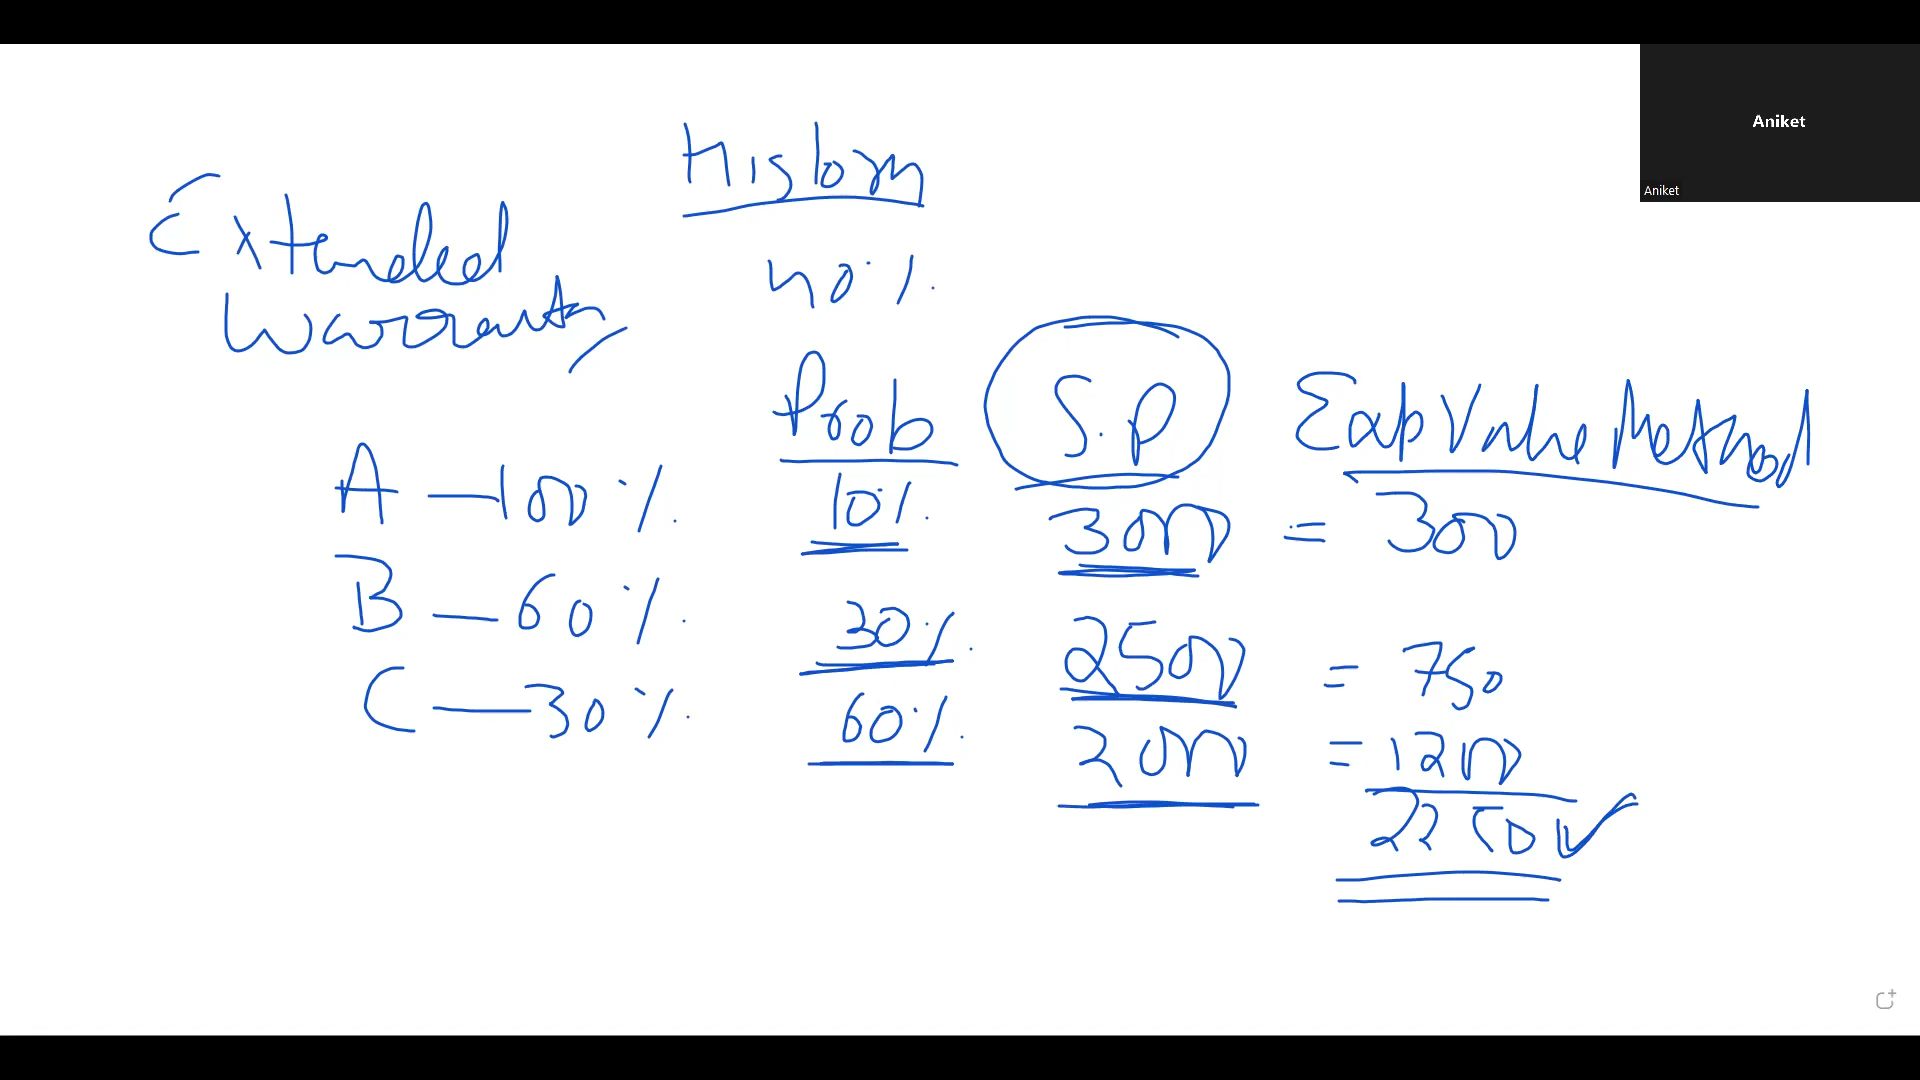 Aniket
Aniket
History
Extended
40%.
Warranty
Prob S.P Exp Value Method
A — 100%. 10%. 3000 = 300
B — 60%. 30%. 2500 = 750
C — 30%. 60%. 2000 = 1200
2250